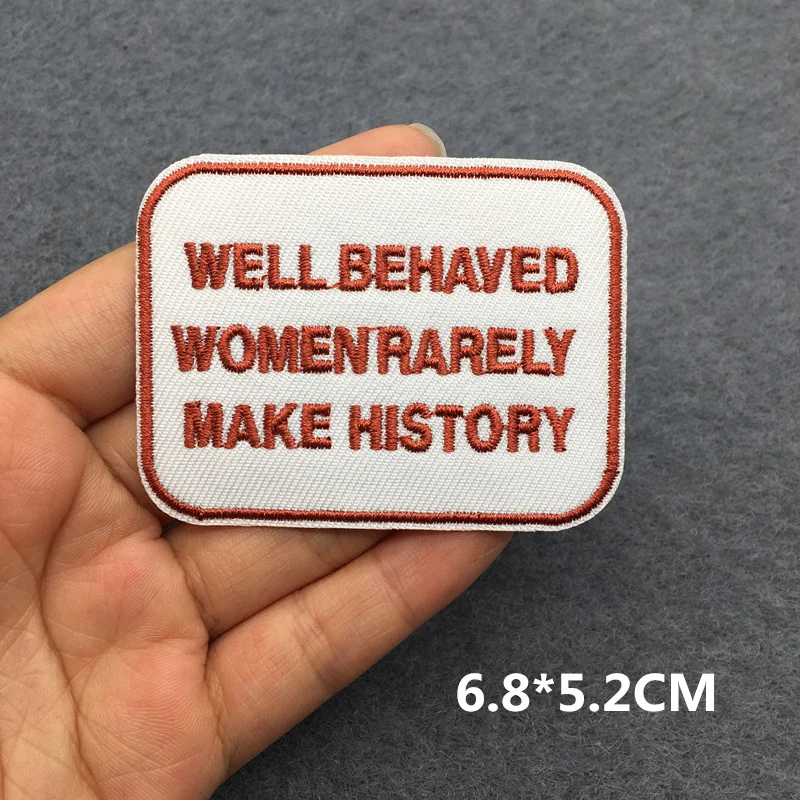 WELL BEHAVED
WOMEN RARELY
MAKE HISTORY
6.8*5.2CM